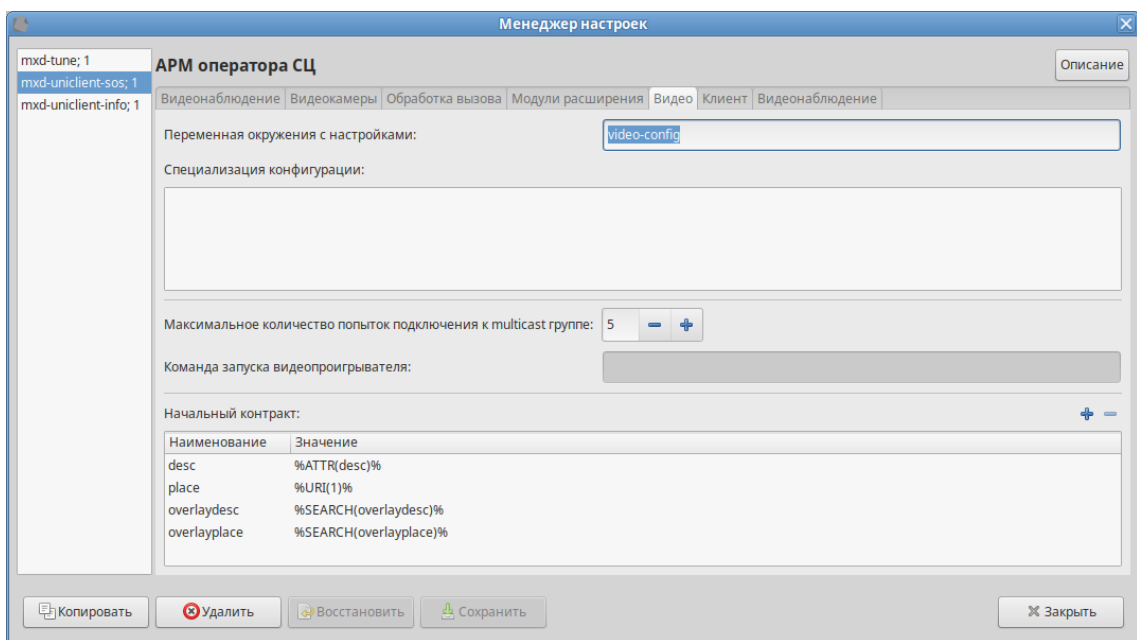 Менеджер настроек
mxd-tune; 1
mxd-uniclient-sos; 1
mxd-uniclient-info; 1
АРМ оператора СЦ
Описание
Видеонаблюдение Видеокамеры Обработка вызова Модули расширения Видео Клиент Видеонаблюдение
Переменная окружения с настройками: video-config
Специализация конфигурации:
Максимальное количество попыток подключения к multicast группе: 5
Команда запуска видеопроигрывателя:
Начальный контракт:
Наименование Значение
desc %ATTR(desc)%
place %URI(1)%
overlaydesc %SEARCH(overlaydesc)%
overlayplace %SEARCH(overlayplace)%
Копировать Удалить Восстановить Сохранить Закрыть